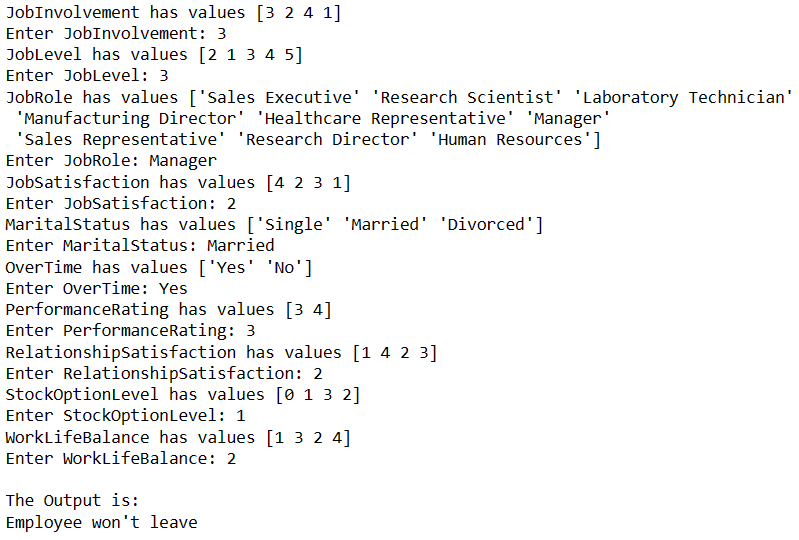 JobInvolvement has values [3 2 4 1]
Enter JobInvolvement: 3
JobLevel has values [2 1 3 4 5]
Enter JobLevel: 3
JobRole has values ['Sales Executive' 'Research Scientist' 'Laboratory Technician'
 'Manufacturing Director' 'Healthcare Representative' 'Manager'
 'Sales Representative' 'Research Director' 'Human Resources']
Enter JobRole: Manager
JobSatisfaction has values [4 2 3 1]
Enter JobSatisfaction: 2
MaritalStatus has values ['Single' 'Married' 'Divorced']
Enter MaritalStatus: Married
OverTime has values ['Yes' 'No']
Enter OverTime: Yes
PerformanceRating has values [3 4]
Enter PerformanceRating: 3
RelationshipSatisfaction has values [1 4 2 3]
Enter RelationshipSatisfaction: 2
StockOptionLevel has values [0 1 3 2]
Enter StockOptionLevel: 1
WorkLifeBalance has values [1 3 2 4]
Enter WorkLifeBalance: 2

The Output is:
Employee won't leave